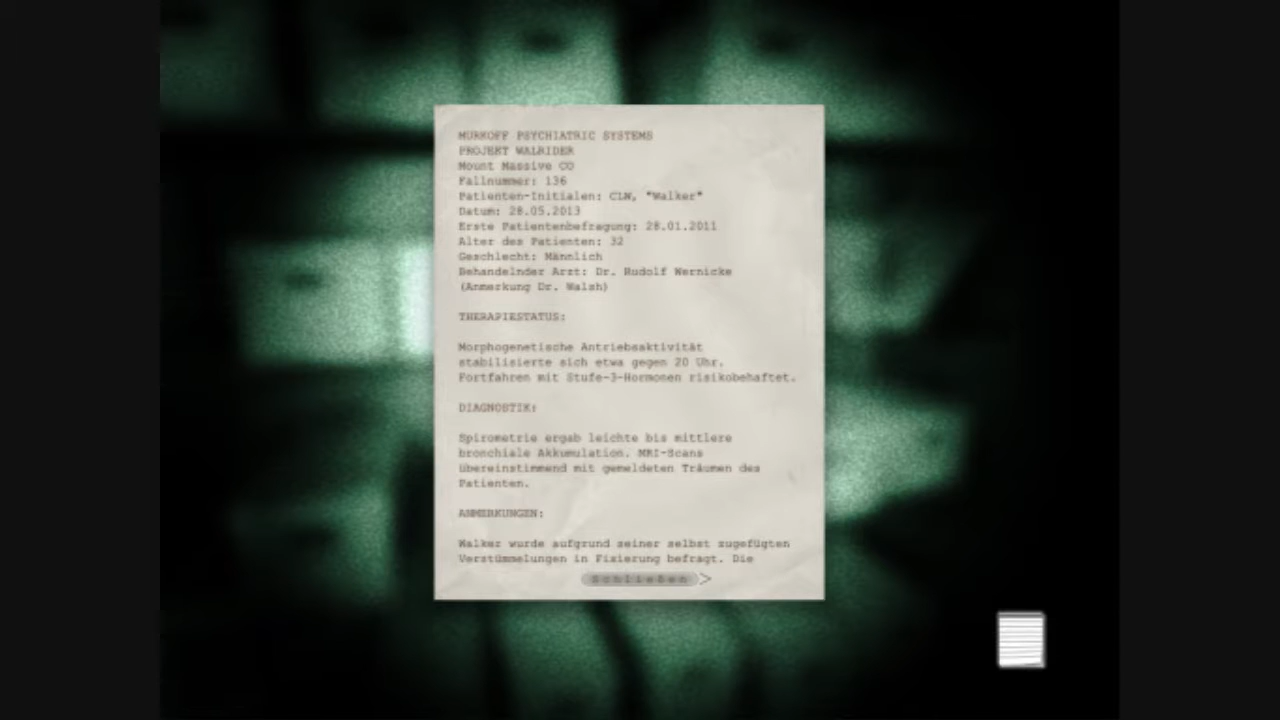 MURKOFF PSYCHIATRIC SYSTEMS
PROJEKT WALRIDER
Mount Massive CO
Fallnummer: 136
Patienten-Initialen: CLW, "Walker"
Datum: 28.05.2013
Erste Patientenbefragung: 28.01.2011
Alter des Patienten: 32
Geschlecht: Männlich
Behandelnder Arzt: Dr. Rudolf Wernicke
(Anmerkung Dr. Walsh)
THERAPIESTATUS:
Morphogenetische Antriebsaktivität
stabilisierte sich etwa gegen 20 Uhr.
Fortfahren mit Stufe-3-Hormonen risikobehaftet.
DIAGNOSTIK:
Spirometrie ergab leichte bis mittlere
bronchiale Akkumulation. MRI-Scans
übereinstimmend mit gemeldeten Träumen des
Patienten.
ANMERKUNGEN:
Walker wurde aufgrund seiner selbst zugefügten
Verstümmelungen in Fixierung befragt. Die
Schließen >